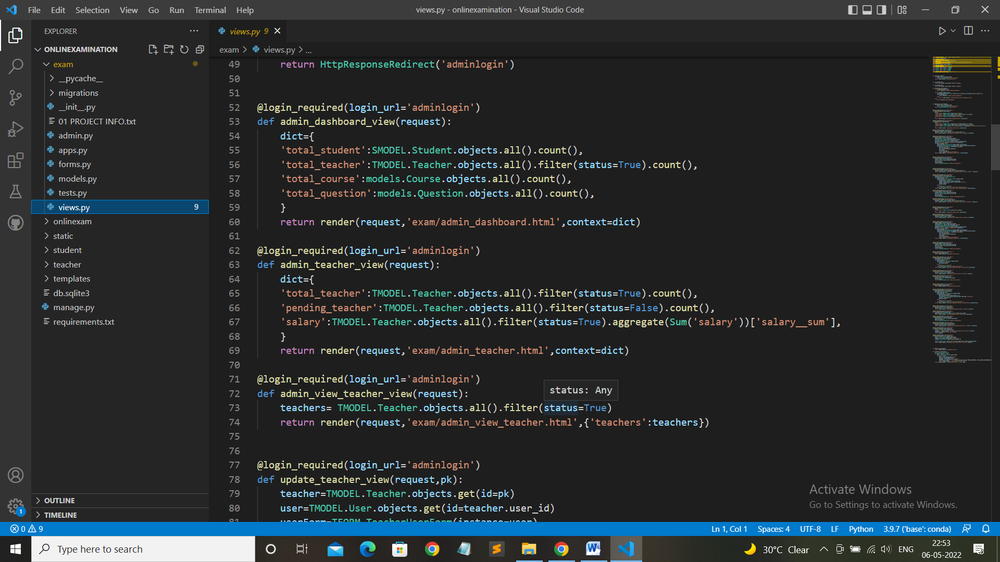 File Edit Selection View Go Run Terminal Help
views.py - onlinexamination - Visual Studio Code
EXPLORER
ONLINEXAMINATION
exam
__pycache__
migrations
__init__.py
01 PROJECT INFO.txt
admin.py
apps.py
forms.py
models.py
tests.py
views.py 9
onlinexam
static
student
teacher
templates
db.sqlite3
manage.py
requirements.txt
OUTLINE
TIMELINE
1
views.py 9
exam > views.py > ...
49     return HttpResponseRedirect('adminlogin')
50
51
52 @login_required(login_url='adminlogin')
53 def admin_dashboard_view(request):
54     dict={
55     'total_student':SMODEL.Student.objects.all().count(),
56     'total_teacher':TMODEL.Teacher.objects.all().filter(status=True).count(),
57     'total_course':models.Course.objects.all().count(),
58     'total_question':models.Question.objects.all().count(),
59     }
60     return render(request,'exam/admin_dashboard.html',context=dict)
61
62 @login_required(login_url='adminlogin')
63 def admin_teacher_view(request):
64     dict={
65     'total_teacher':TMODEL.Teacher.objects.all().filter(status=True).count(),
66     'pending_teacher':TMODEL.Teacher.objects.all().filter(status=False).count(),
67     'salary':TMODEL.Teacher.objects.all().filter(status=True).aggregate(Sum('salary'))['salary__sum'],
68     }
69     return render(request,'exam/admin_teacher.html',context=dict)
70
71 @login_required(login_url='adminlogin')
status: Any
72 def admin_view_teacher_view(request):
73     teachers= TMODEL.Teacher.objects.all().filter(status=True)
74     return render(request,'exam/admin_view_teacher.html',{'teachers':teachers})
75
76
77 @login_required(login_url='adminlogin')
78 def update_teacher_view(request,pk):
79     teacher=TMODEL.Teacher.objects.get(id=pk)
80     user=TMODEL.User.objects.get(id=teacher.user_id)
81     userForm=TFORM.TeacherUserForm(instance=user)
Activate Windows
Go to Settings to activate Windows.
0 9
Ln 1, Col 1 Spaces: 4 UTF-8 LF Python 3.9.7 ('base': conda)
Type here to search
30°C Clear
ENG
22:53
06-05-2022